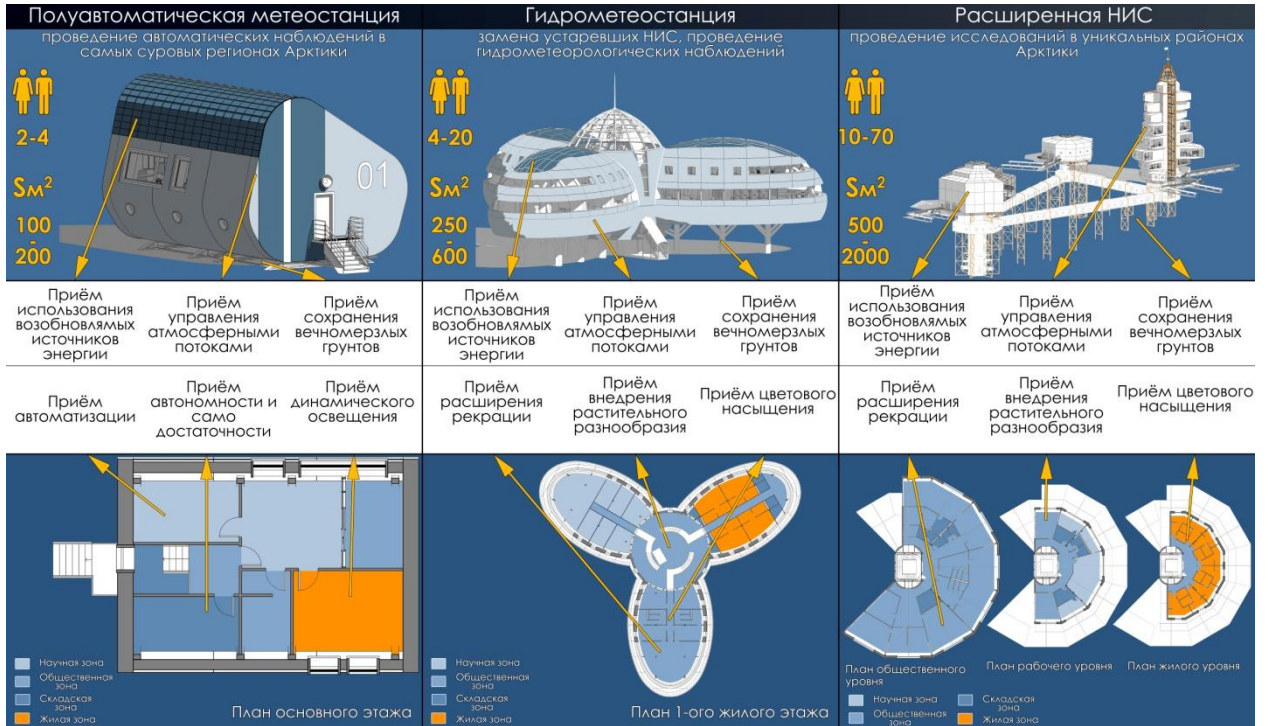 Полуавтоматическая метеостанция
проведение автоматических наблюдений в
самых суровых регионах Арктики
2-4
Sм²
100
-
200
01
Приём
использования
возобновлямых
источников
энергии
Приём
управления
атмосферными
потоками
Приём
сохранения
вечномерзлых
грунтов
Приём
автоматизации
Приём
автономности и
само
достаточности
Приём
динамического
освещения
Научная зона
Общественная
зона
Складская
зона
Жилая зона
План основного этажа
Гидрометеостанция
замена устаревших НИС, проведение
гидрометеорологических наблюдений
4-20
Sм²
250
-
600
Приём
использования
возобновлямых
источников
энергии
Приём
управления
атмосферными
потоками
Приём
сохранения
вечномерзлых
грунтов
Приём
расширения
рекрации
Приём
внедрения
растительного
разнообразия
Приём цветового
насыщения
Научная зона
Общественная
зона
Складская
зона
Жилая зона
План 1-ого жилого этажа
Расширенная НИС
проведение исследований в уникальных районах
Арктики
10-70
Sм²
500
-
2000
Приём
использования
возобновлямых
источников
энергии
Приём
управления
атмосферными
потоками
Приём
сохранения
вечномерзлых
грунтов
Приём
расширения
рекрации
Приём
внедрения
растительного
разнообразия
Приём цветового
насыщения
План общественного
уровня
План рабочего уровня
План жилого уровня
Научная зона
Общественная
зона
Складская
зона
Жилая зона